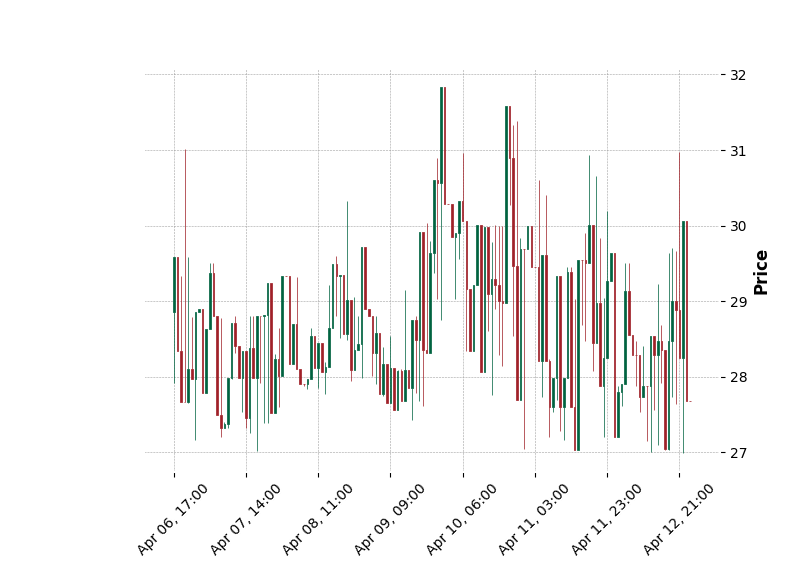 32
31
30
29
28
27
Price
Apr 06, 17:00
Apr 07, 14:00
Apr 08, 11:00
Apr 09, 09:00
Apr 10, 06:00
Apr 11, 03:00
Apr 11, 23:00
Apr 12, 21:00